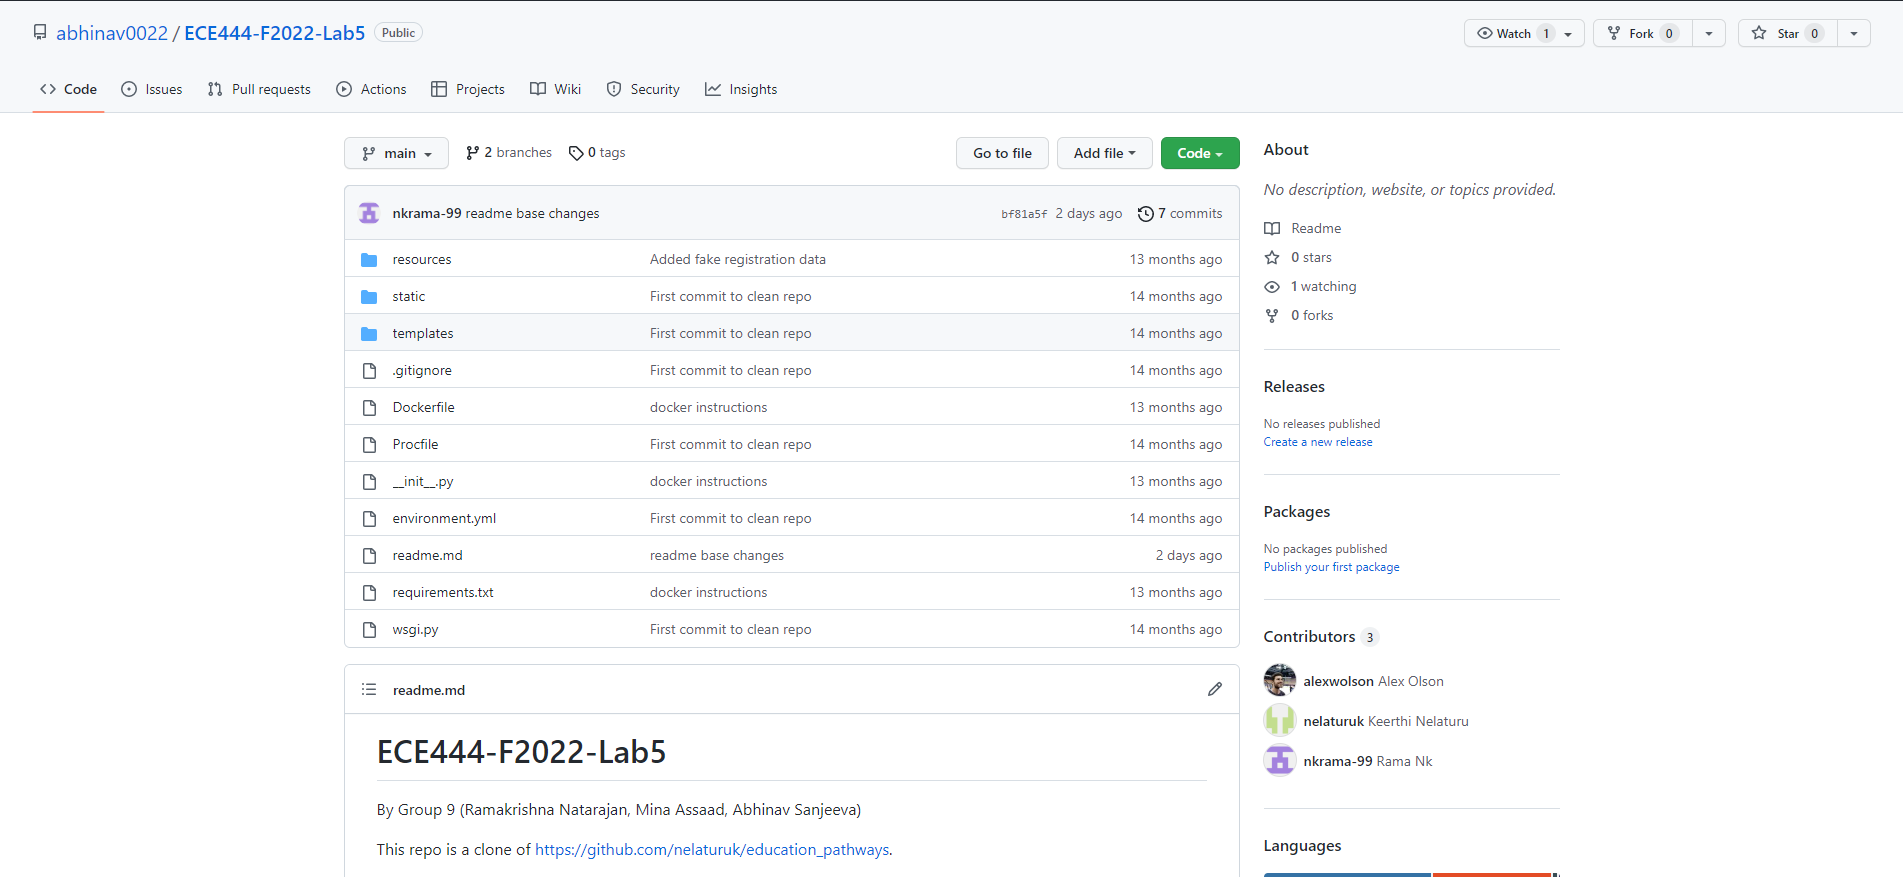 abhinav0022 / ECE444-F2022-Lab5 Public
Watch 1 Fork 0 Star 0
Code Issues Pull requests Actions Projects Wiki Security Insights
main 2 branches 0 tags Go to file Add file Code
nkrama-99 readme base changes bf81a5f 2 days ago 7 commits
resources Added fake registration data 13 months ago
static First commit to clean repo 14 months ago
templates First commit to clean repo 14 months ago
.gitignore First commit to clean repo 14 months ago
Dockerfile docker instructions 13 months ago
Procfile First commit to clean repo 14 months ago
__init__.py docker instructions 13 months ago
environment.yml First commit to clean repo 14 months ago
readme.md readme base changes 2 days ago
requirements.txt docker instructions 13 months ago
wsgi.py First commit to clean repo 14 months ago
readme.md
ECE444-F2022-Lab5
By Group 9 (Ramakrishna Natarajan, Mina Assaad, Abhinav Sanjeeva)
This repo is a clone of https://github.com/nelaturuk/education_pathways.
About
No description, website, or topics provided.
Readme
0 stars
1 watching
0 forks
Releases
No releases published
Create a new release
Packages
No packages published
Publish your first package
Contributors 3
alexwolson Alex Olson
nelaturuk Keerthi Nelaturu
nkrama-99 Rama Nk
Languages